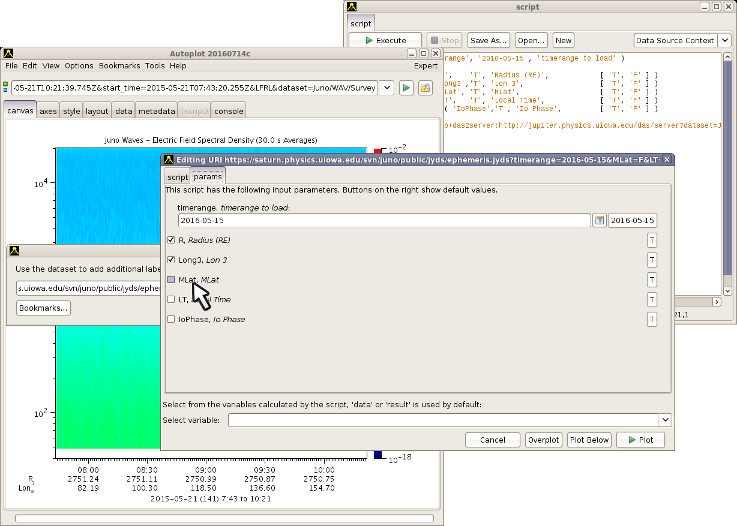 script
script
Execute
Stop
Save As...
Open...
New
Data Source Context
range', '2016-05-15', 'timerange to load' )
'T', 'Radius (RE)', [ 'T', 'F' ] )
'T', 'Lon 3', [ 'T', 'F' ] )
'T', 'MLat', [ 'T', 'F' ] )
'T', 'Local Time', [ 'T', 'F' ] )
( 'IoPhase','T', 'Io Phase', [ 'T', 'F' ] )
das2server:http://jupiter.physics.uiowa.edu/das/server?dataset=J
21,1
Autoplot 20160714c
File Edit View Options Bookmarks Tools Help
Expert
-05-21T10:21:39.745Z&start_time=2015-05-21T07:43:20.255Z&LFRL&dataset=Juno/WAV/Survey
canvas axes style layout data metadata (script) console
Juno Waves - Electric Field Spectral Density (30.0 s Averages)
10⁴
10²
10⁻²
10⁻¹⁸
08:00 08:30 09:00 09:30 10:00
R 2751.24 2751.11 2750.99 2750.87 2750.75
82.19 100.30 118.50 136.60 154.70
2015-05-21 (141) 7:43 to 10:21
Use the dataset to add additional labe
s.uiowa.edu/svn/juno/public/jyds/ephe
Bookmarks...
Editing URI https://saturn.physics.uiowa.edu/svn/juno/public/jyds/ephemeris.jyds?timerange=2016-05-15&MLat=F&LT
script params
This script has the following input parameters. Buttons on the right show default values.
timerange, timerange to load:
2016-05-15
2016-05-15
R, Radius (RE)
T
Long3, Lon 3
T
MLat, MLat
T
LT, Time
T
IoPhase, Io Phase
T
Select from the variables calculated by the script, 'data' or 'result' is used by default:
Select variable:
Cancel
Overplot
Plot Below
Plot